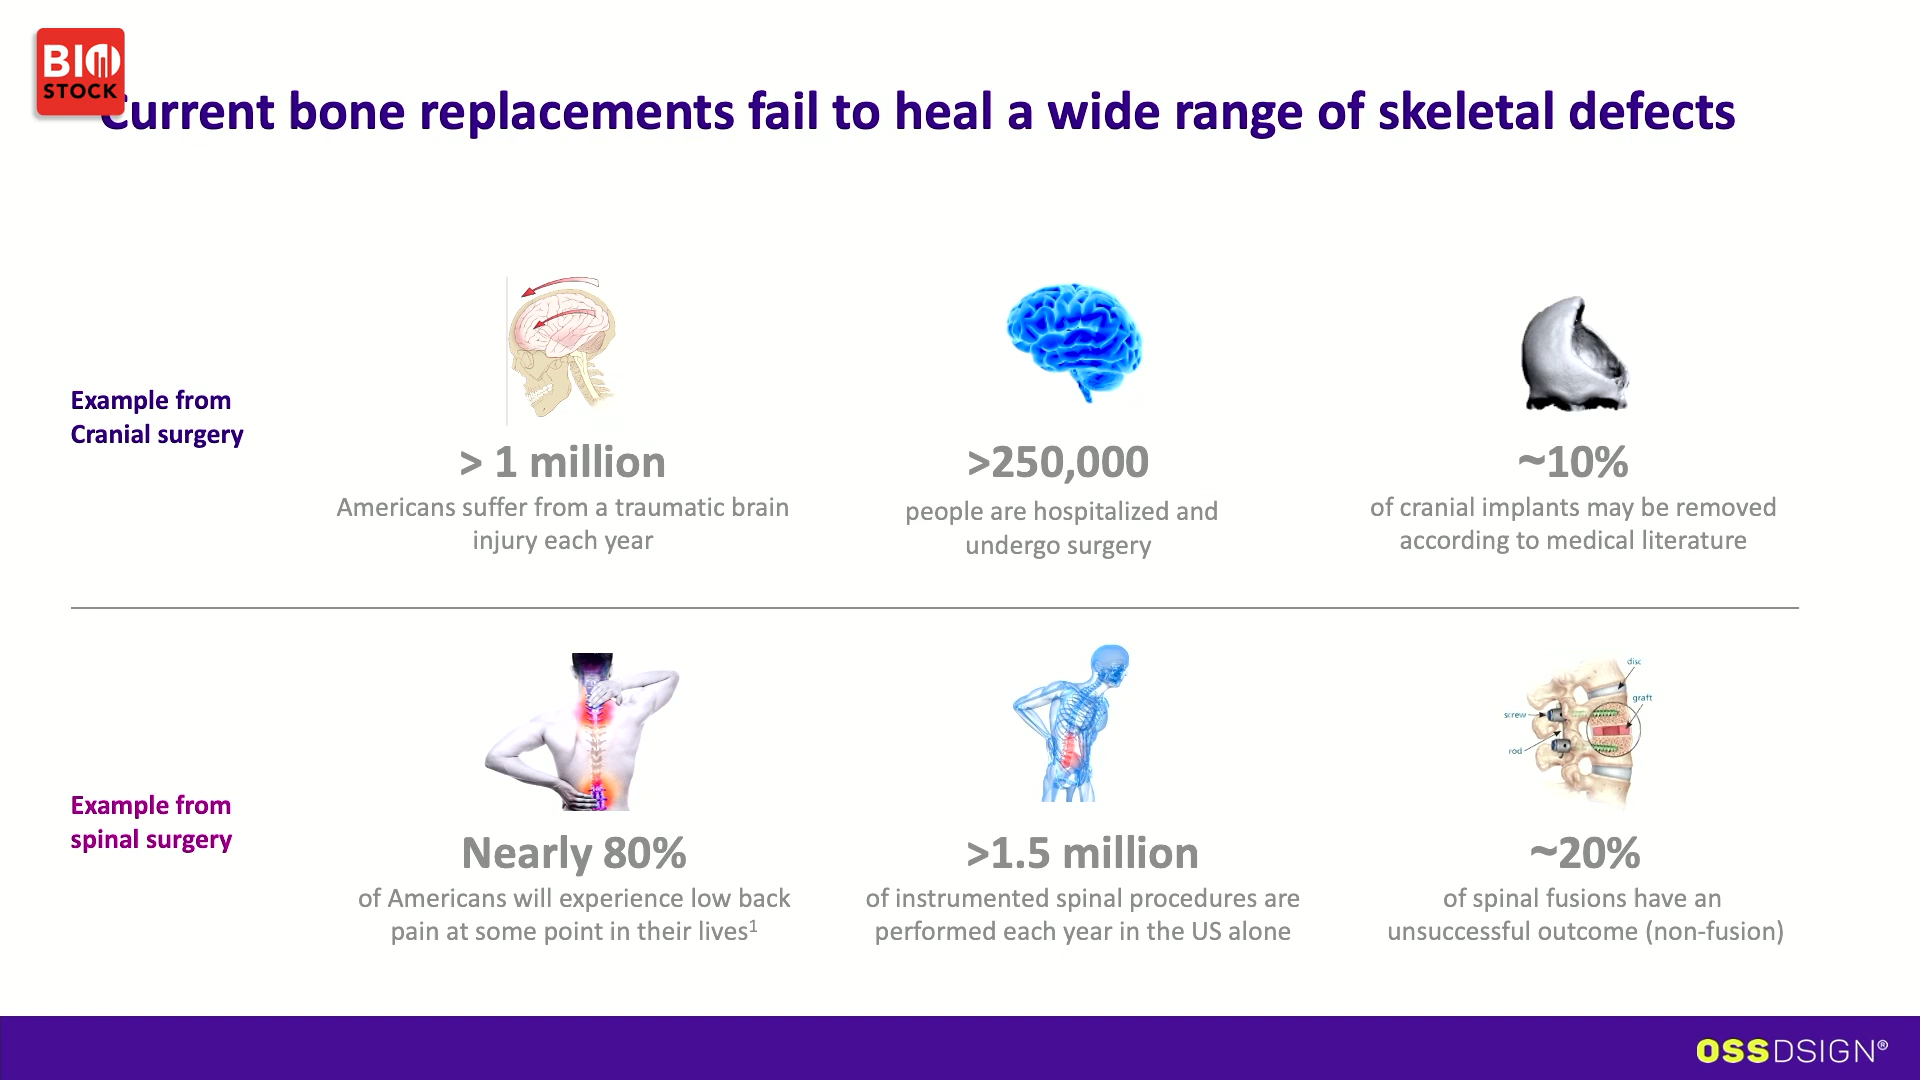 BIO
STOCK
Current bone replacements fail to heal a wide range of skeletal defects
Example from
Cranial surgery
> 1 million
Americans suffer from a traumatic brain
injury each year
>250,000
people are hospitalized and
undergo surgery
~10%
of cranial implants may be removed
according to medical literature
Example from
spinal surgery
Nearly 80%
of Americans will experience low back
pain at some point in their lives¹
>1.5 million
of instrumented spinal procedures are
performed each year in the US alone
disc
graft
screw
rod
~20%
of spinal fusions have an
unsuccessful outcome (non-fusion)
OSSDSIGN®